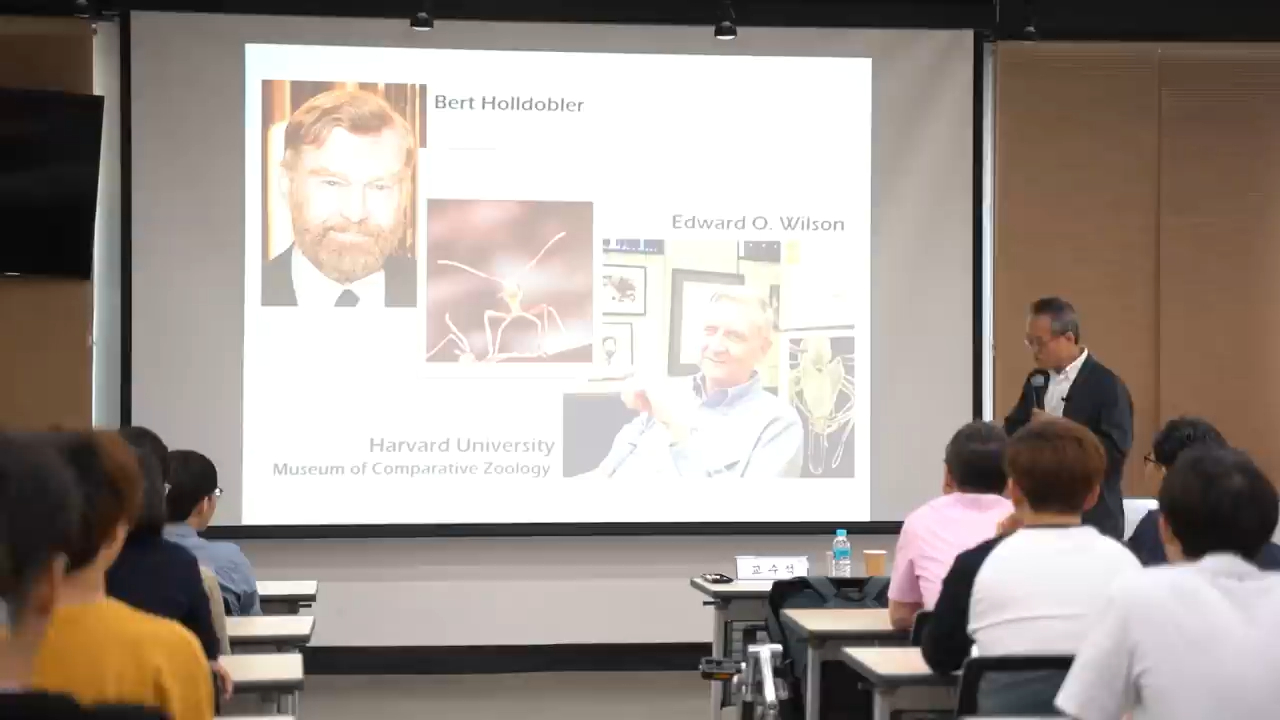 Bert Holldobler
Edward O. Wilson
Harvard University
Museum of Comparative Zoology
교 수 석